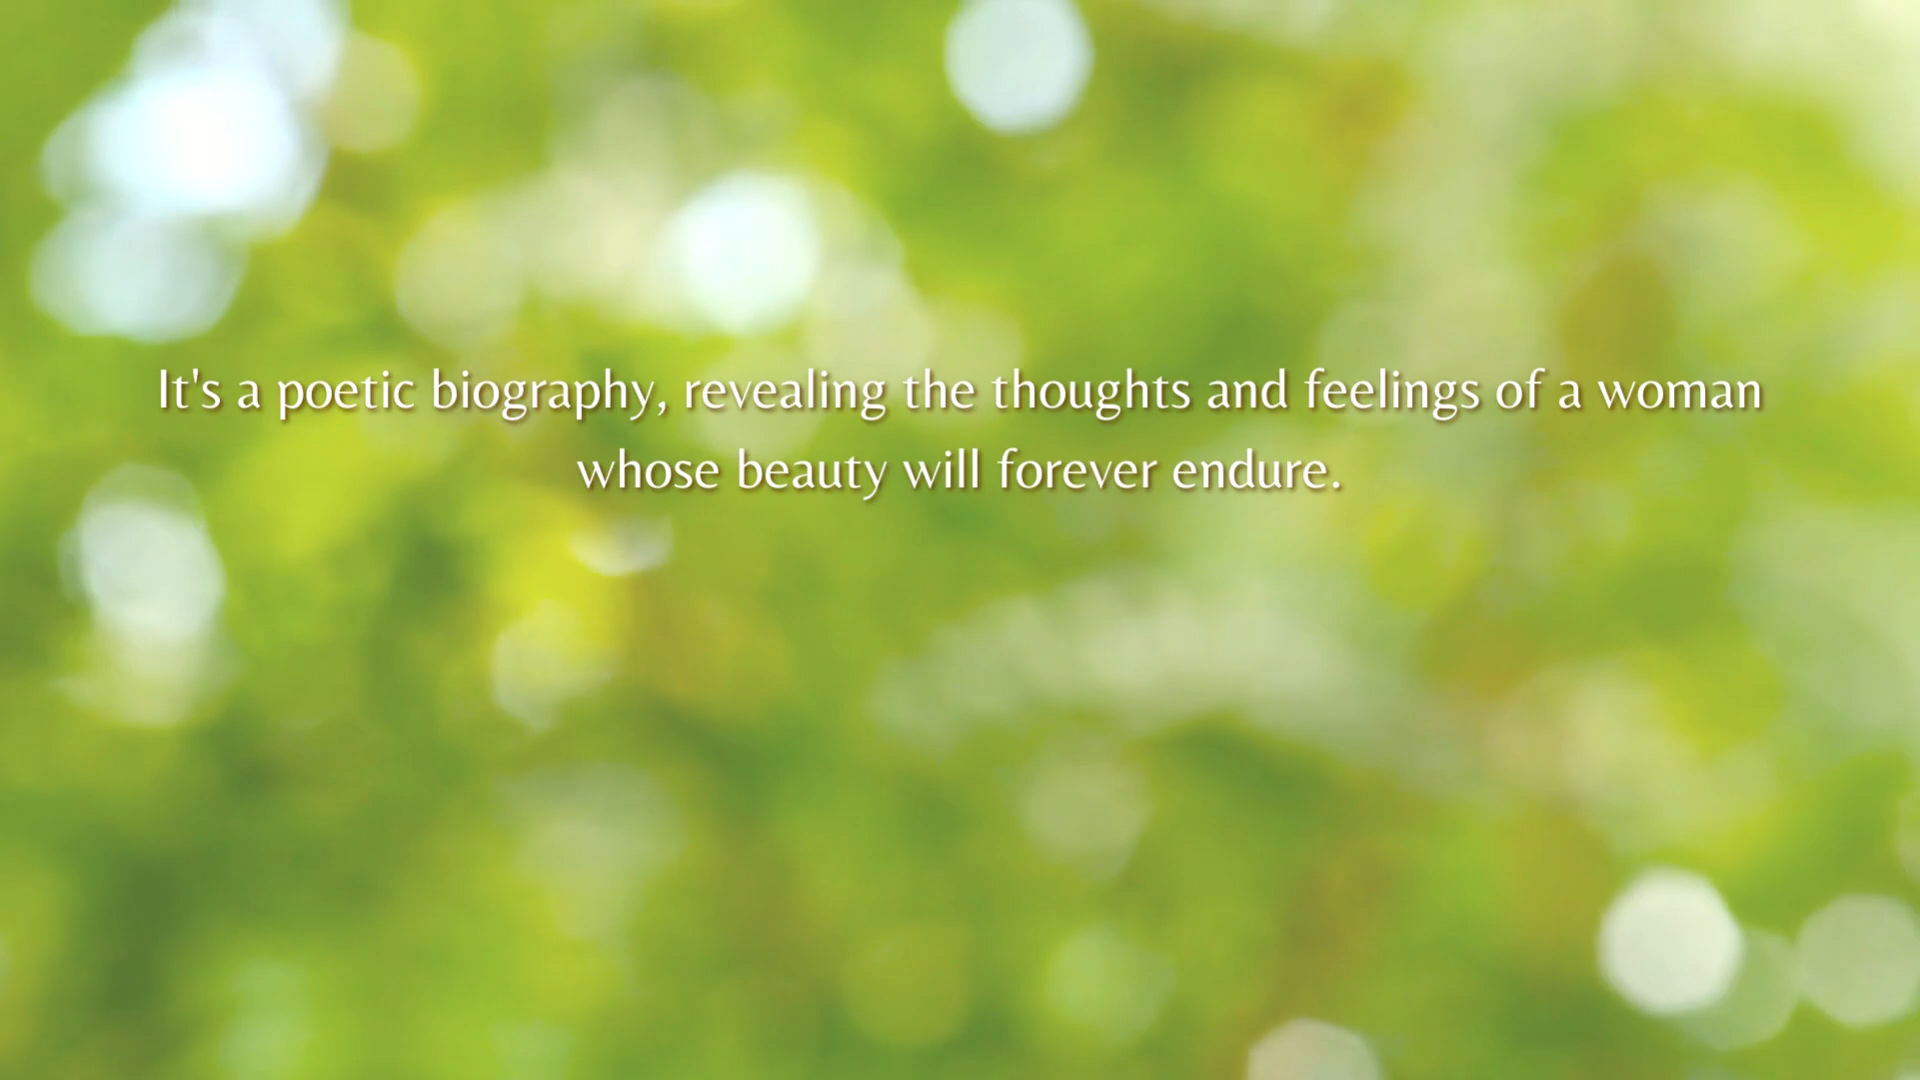 It's a poetic biography, revealing the thoughts and feelings of a woman
whose beauty will forever endure.